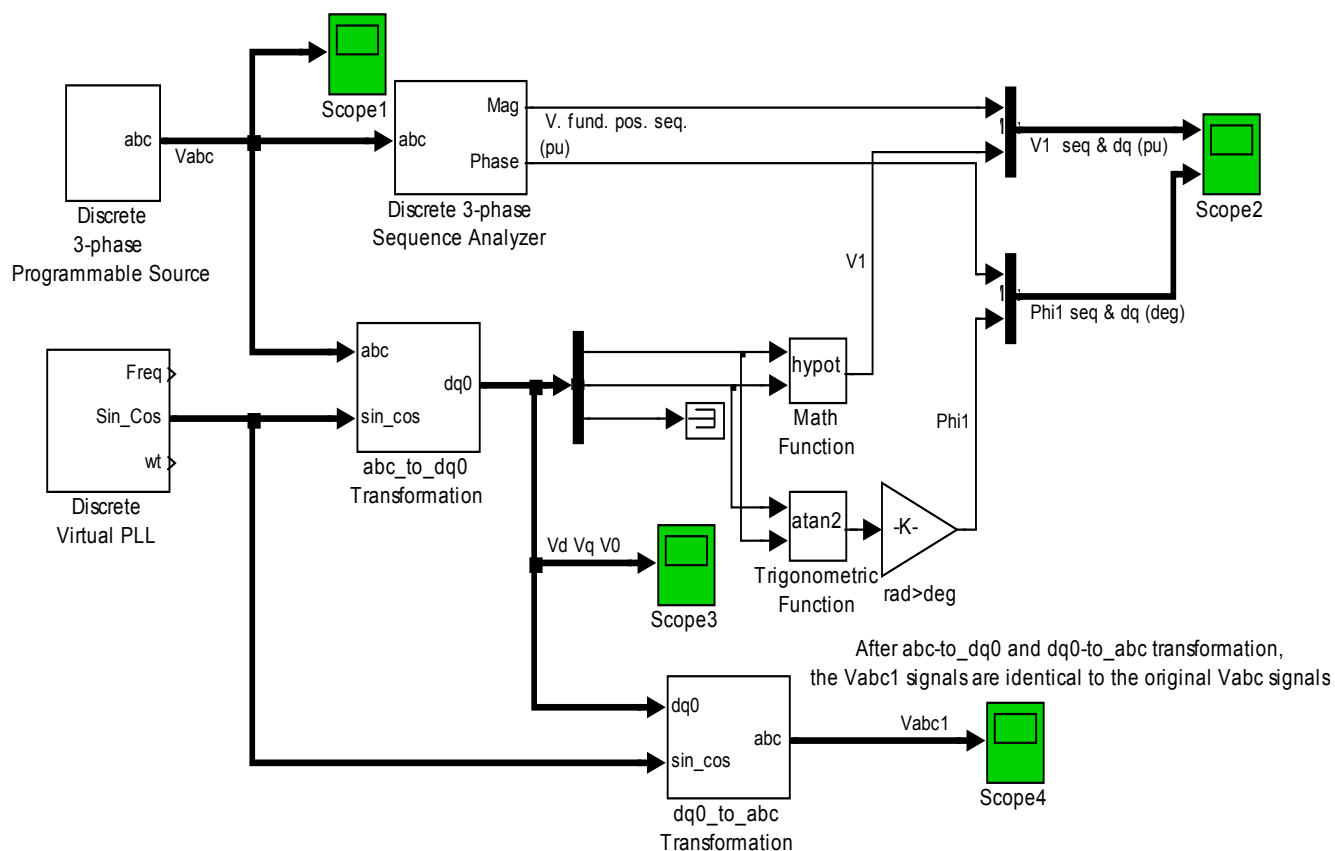 Scope1
abc
Vabc
Discrete
3-phase
Programmable Source
abc
Mag
Phase
V. fund. pos. seq.
(pu)
Discrete 3-phase
Sequence Analyzer
V1 seq & dq (pu)
Scope2
V1
Phi1 seq & dq (deg)
Freq
Sin_Cos
wt
Discrete
Virtual PLL
abc
sin_cos
dq0
abc_to_dq0
Transformation
hypot
Math
Function
Phi1
atan2
Trigonometric
Function
-K-
rad>deg
Vd Vq V0
Scope3
After abc-to_dq0 and dq0-to_abc transformation,
the Vabc1 signals are identical to the original Vabc signals
dq0
sin_cos
abc
dq0_to_abc
Transformation
Vabc1
Scope4